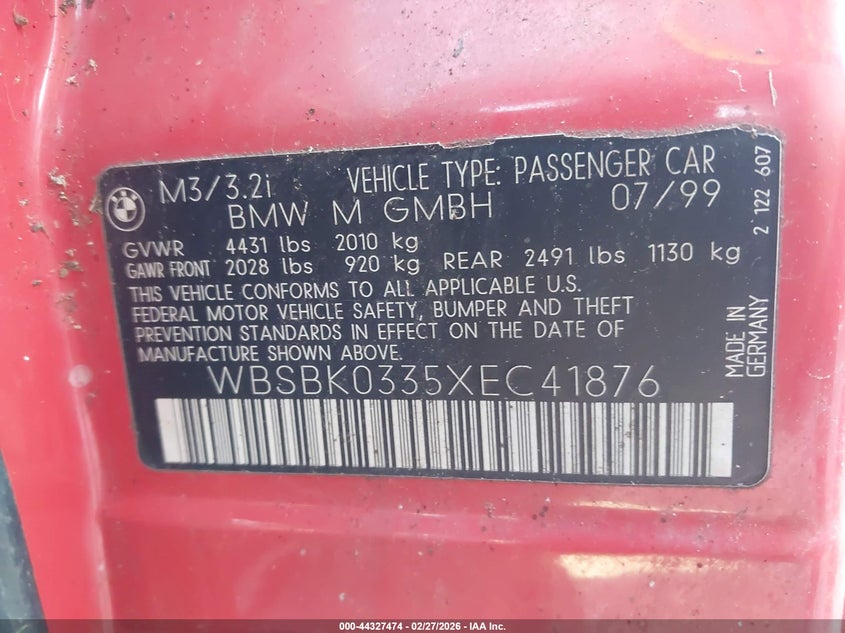 M3/3.2i VEHICLE TYPE: PASSENGER CAR
BMW M GMBH 07/99
GVWR 4431 lbs 2010 kg
GAWR FRONT 2028 lbs 920 kg REAR 2491 lbs 1130 kg
THIS VEHICLE CONFORMS TO ALL APPLICABLE U.S.
FEDERAL MOTOR VEHICLE SAFETY, BUMPER AND THEFT
PREVENTION STANDARDS IN EFFECT ON THE DATE OF
MANUFACTURE SHOWN ABOVE.
WBSBK0335XEC41876
2 122 607
MADE IN
GERMANY
000-44327474 - 02/27/2026 - IAA Inc.